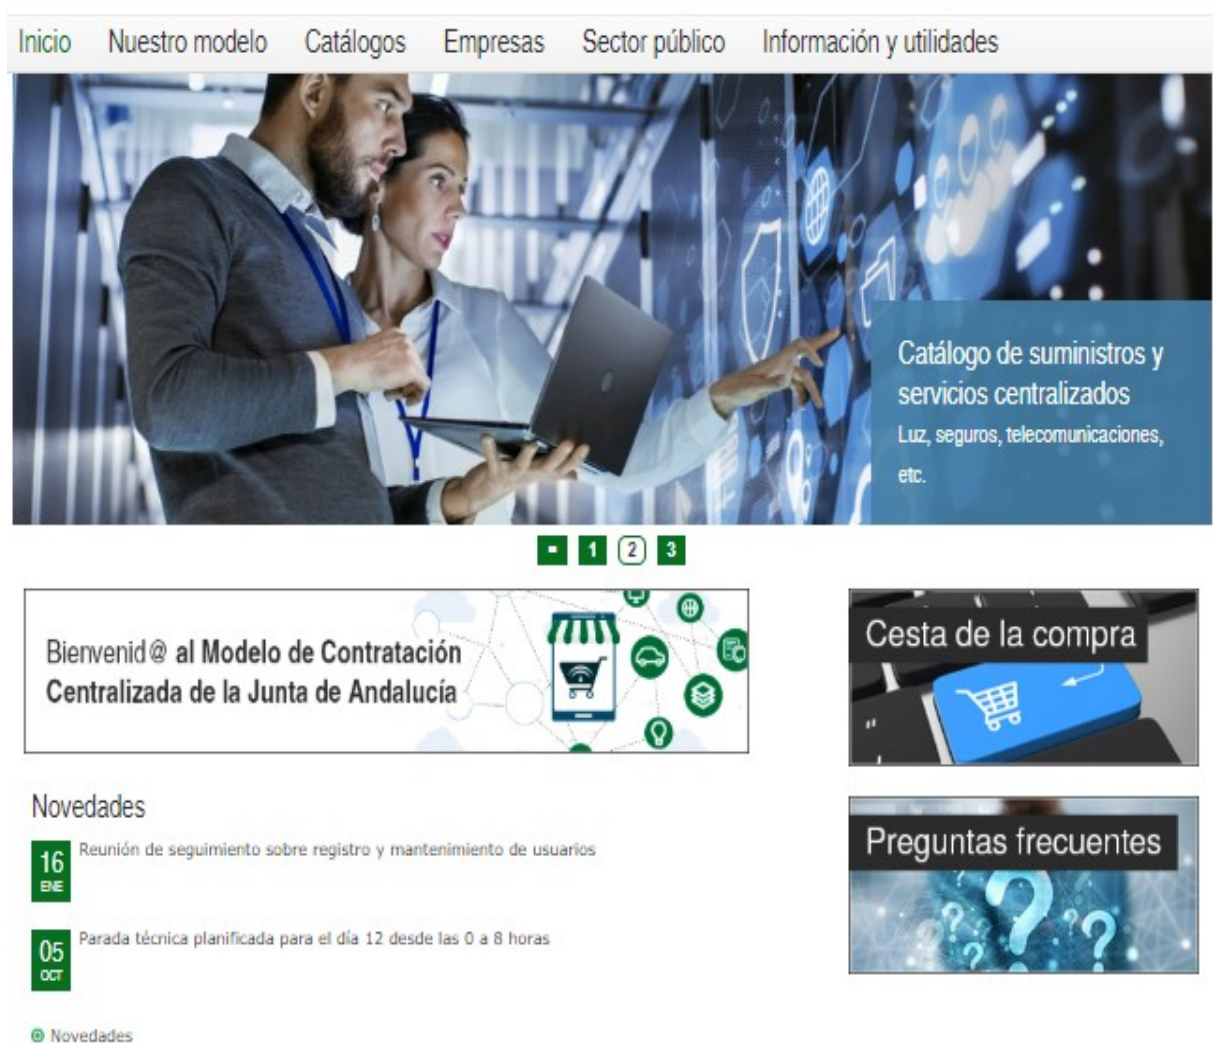 Inicio Nuestro modelo Catálogos Empresas Sector público Información y utilidades
Catálogo de suministros y
servicios centralizados
Luz, seguros, telecomunicaciones,
etc.
1 2 3
Bienvenid@ al Modelo de Contratación
Centralizada de la Junta de Andalucía
Cesta de la compra
Novedades
16
ENE
Reunión de seguimiento sobre registro y mantenimiento de usuarios
Preguntas frecuentes
05
OCT
Parada técnica planificada para el día 12 desde las 0 a 8 horas
Novedades